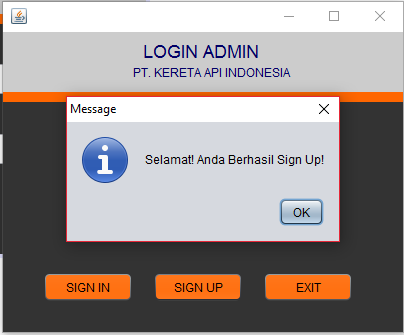 LOGIN ADMIN
PT. KERETA API INDONESIA
Message
Selamat! Anda Berhasil Sign Up!
OK
SIGN IN
SIGN UP
EXIT